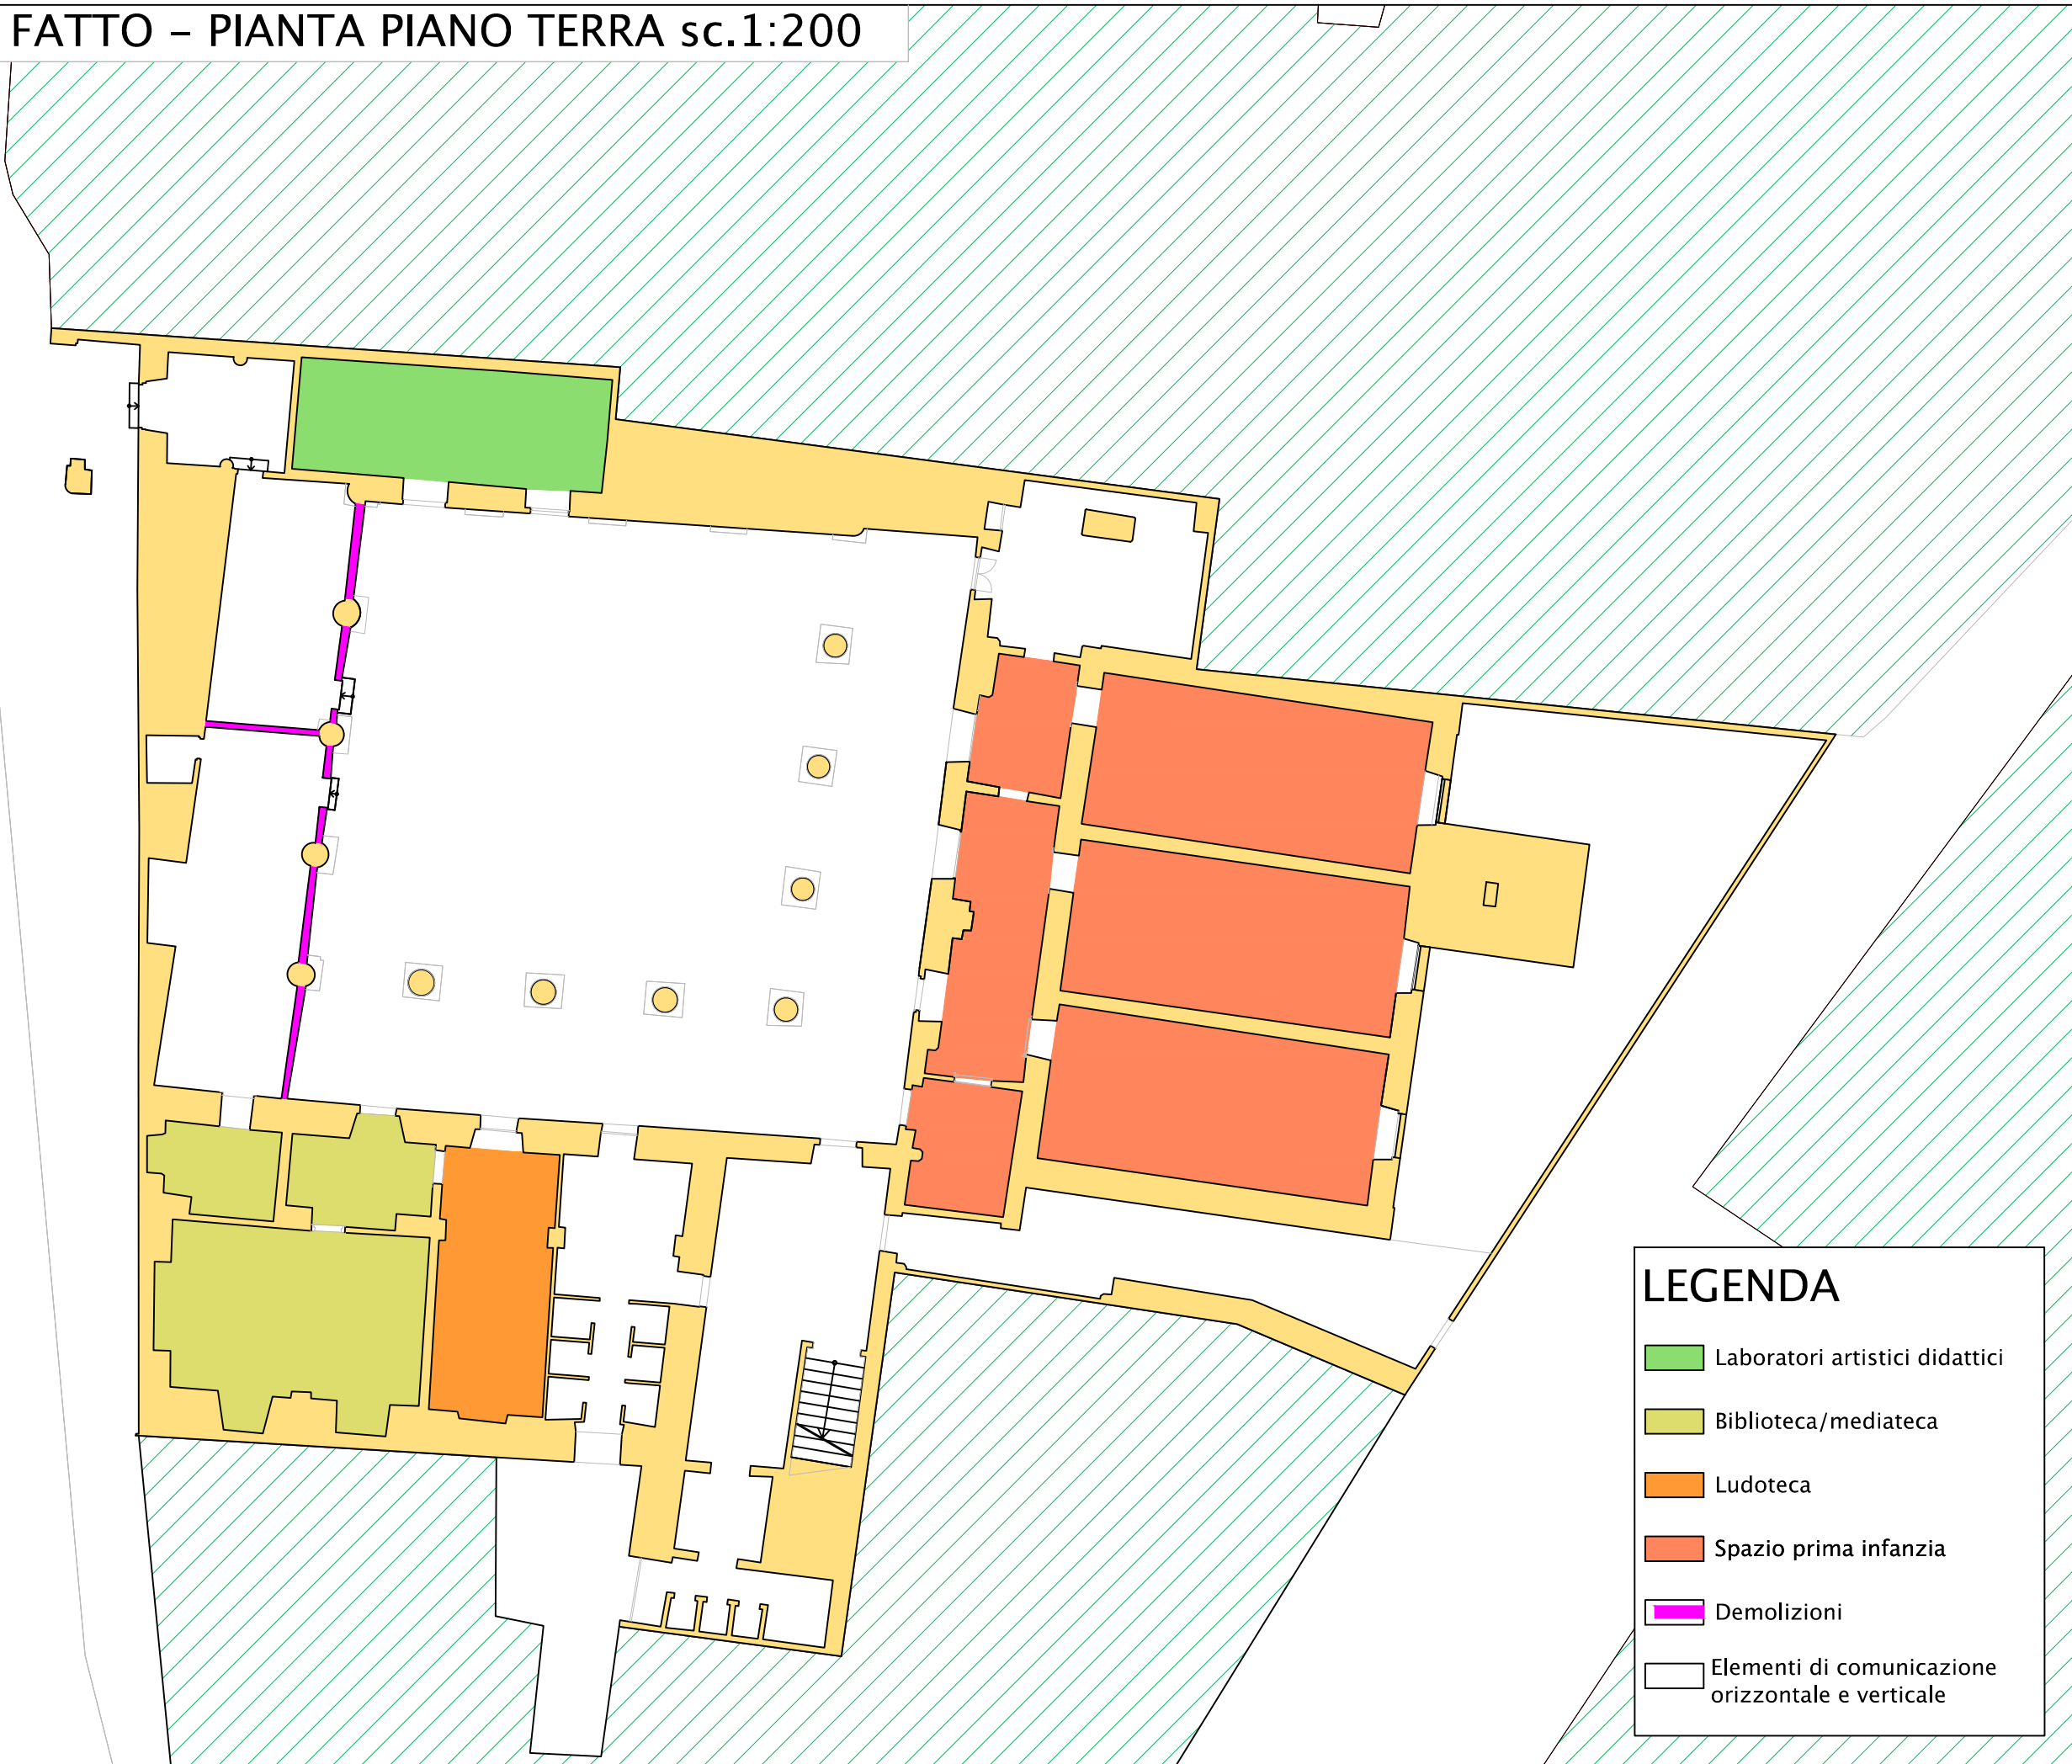 FATTO – PIANTA PIANO TERRA sc.1:200
LEGENDA
Laboratori artistici didattici
Biblioteca/mediateca
Ludoteca
Spazio prima infanzia
Demolizioni
Elementi di comunicazione
orizzontale e verticale